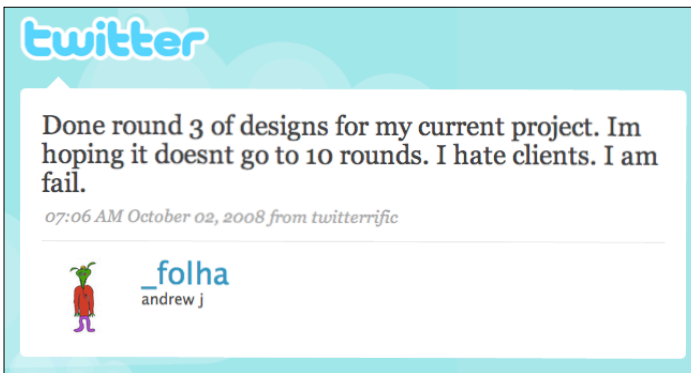 twitter
Done round 3 of designs for my current project. Im
hoping it doesnt go to 10 rounds. I hate clients. I am
fail.
07:06 AM October 02, 2008 from twitterrific
_folha
andrew j